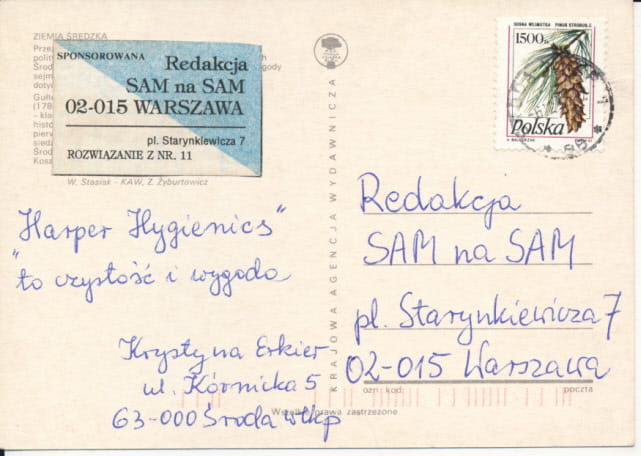 ZIEMIA ŚREDZKA
SPONSOROWANA
Redakcja
SAM na SAM
02-015 WARSZAWA
pl. Starynkiewicza 7
ROZWIĄZANIE Z NR. 11
W. Stasiak - KAW, Z. Żyburtowicz
Harper Hygienics"
"to czystość i wygoda
Krystyna Erkier
ul. Kórnicka 5
63-000 Środa wlkp
Wszelkie prawa zastrzeżone
KRAJOWA AGENCJA WYDAWNICZA
SOSNA WEJMUTKA PINUS STROBUS
1500zł
Polska
Redakcja
SAM na SAM
pl. Starynkiewicza 7
02-015 Warszawa
ozn. kod. poczta